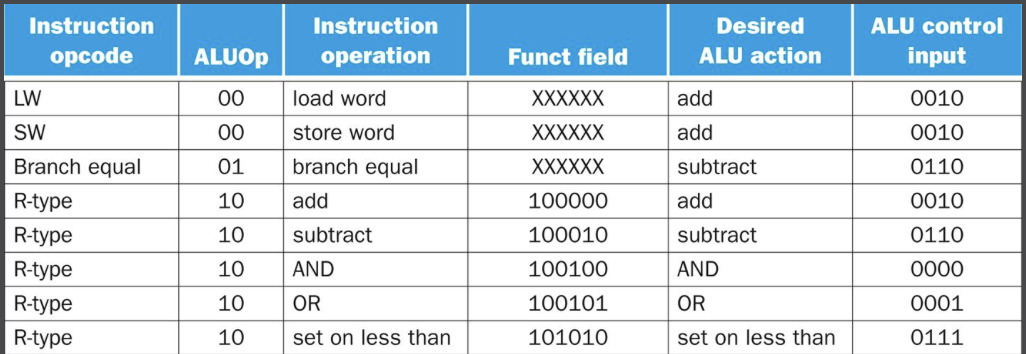 Instruction opcode ALUOp Instruction operation Funct field Desired ALU action ALU control input
LW 00 load word XXXXXX add 0010
SW 00 store word XXXXXX add 0010
Branch equal 01 branch equal XXXXXX subtract 0110
R-type 10 add 100000 add 0010
R-type 10 subtract 100010 subtract 0110
R-type 10 AND 100100 AND 0000
R-type 10 OR 100101 OR 0001
R-type 10 set on less than 101010 set on less than 0111